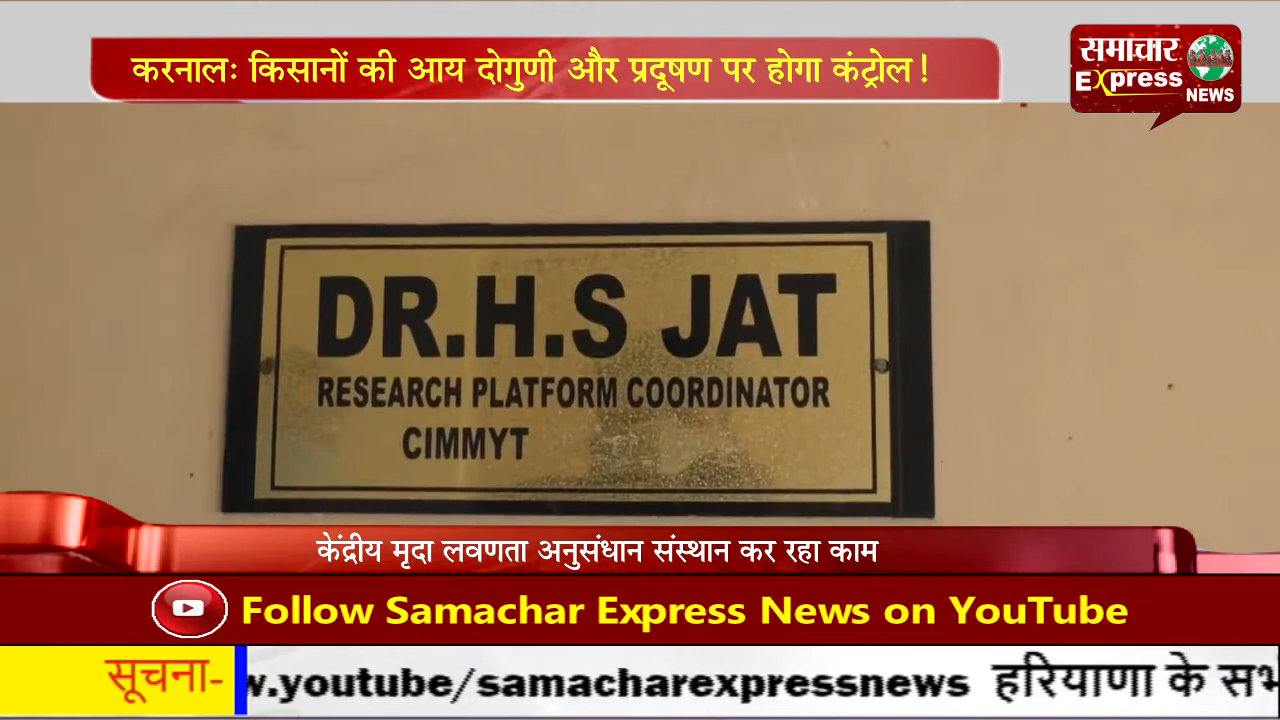 करनालः किसानों की आय दोगुणी और प्रदूषण पर होगा कंट्रोल!
समाचार
Express
NEWS
DR.H.S JAT
RESEARCH PLATFORM COORDINATOR
CIMMYT
केंद्रीय मृदा लवणता अनुसंधान संस्थान कर रहा काम
Follow Samachar Express News on YouTube
सूचना- w.youtube/samacharexpressnews हरियाणा के